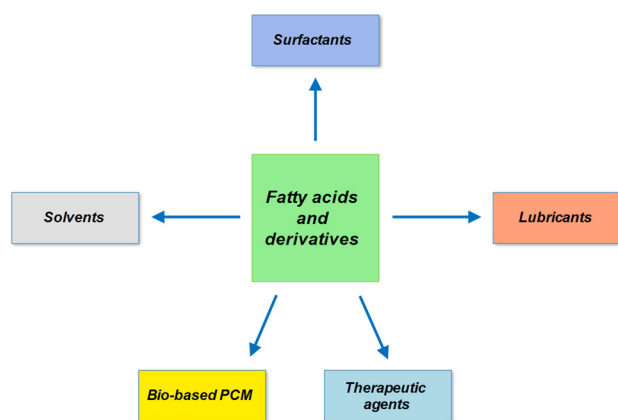 Surfactants
Fatty acids
and
derivatives
Solvents
Lubricants
Bio-based PCM
Therapeutic
agents